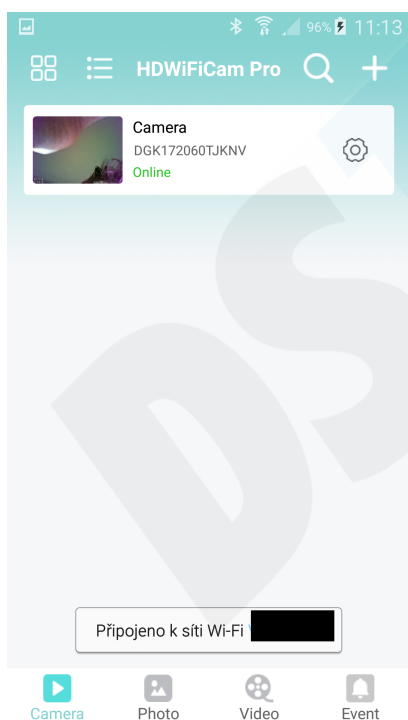 96% 11:13
HDWiFiCam Pro
Camera
DGK172060TJKNV
Online
Připojeno k síti Wi-Fi
Camera Photo Video Event